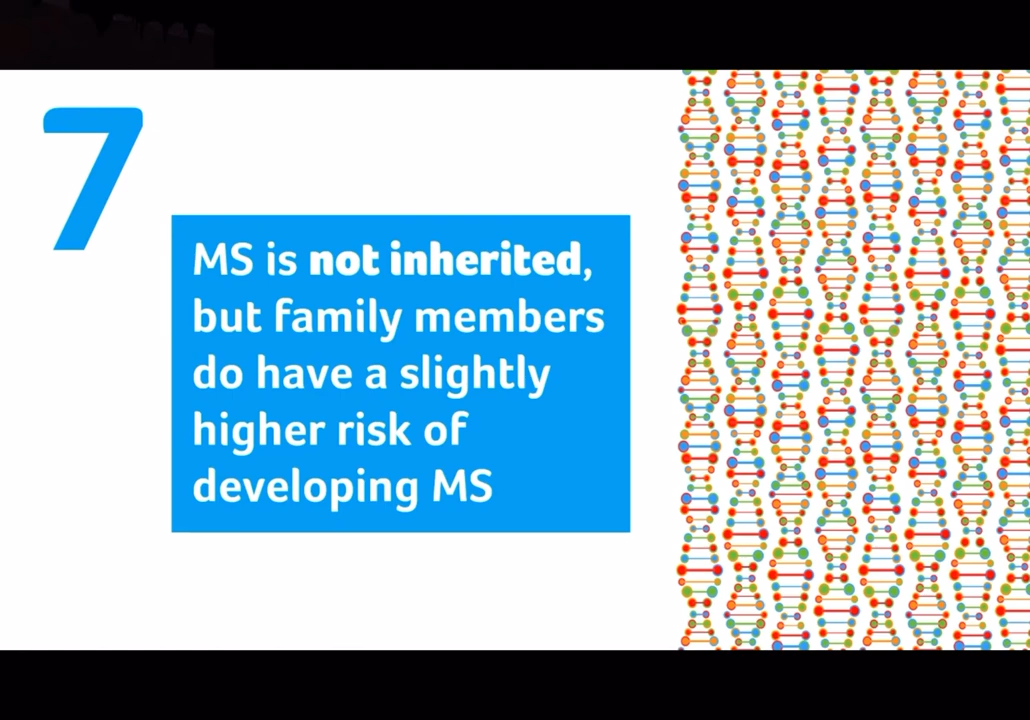 7
MS is not inherited,
but family members
do have a slightly
higher risk of
developing MS